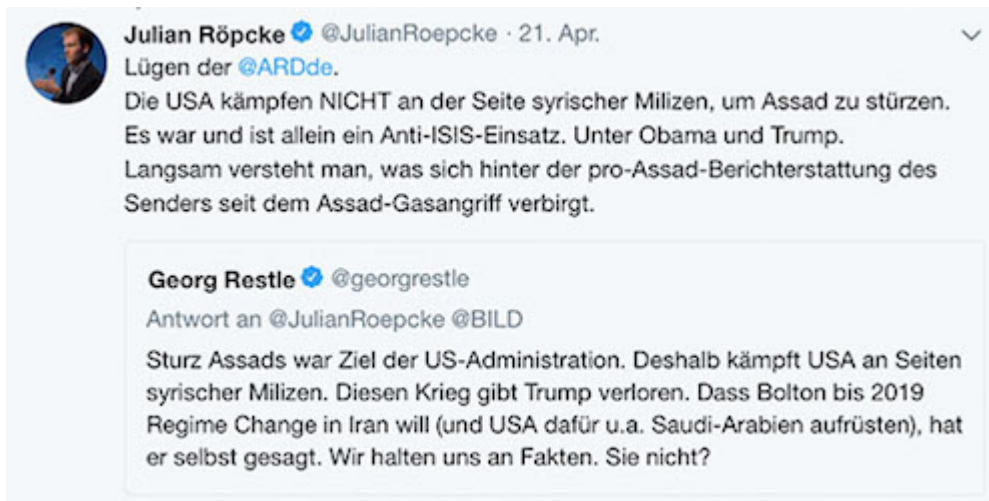 Julian Röpcke @JulianRoepcke · 21. Apr.
Lügen der @ARDde.
Die USA kämpfen NICHT an der Seite syrischer Milizen, um Assad zu stürzen.
Es war und ist allein ein Anti-ISIS-Einsatz. Unter Obama und Trump.
Langsam versteht man, was sich hinter der pro-Assad-Berichterstattung des
Senders seit dem Assad-Gasangriff verbirgt.
Georg Restle @georgrestle
Antwort an @JulianRoepcke @BILD
Sturz Assads war Ziel der US-Administration. Deshalb kämpft USA an Seiten
syrischer Milizen. Diesen Krieg gibt Trump verloren. Dass Bolton bis 2019
Regime Change in Iran will (und USA dafür u.a. Saudi-Arabien aufrüsten), hat
er selbst gesagt. Wir halten uns an Fakten. Sie nicht?